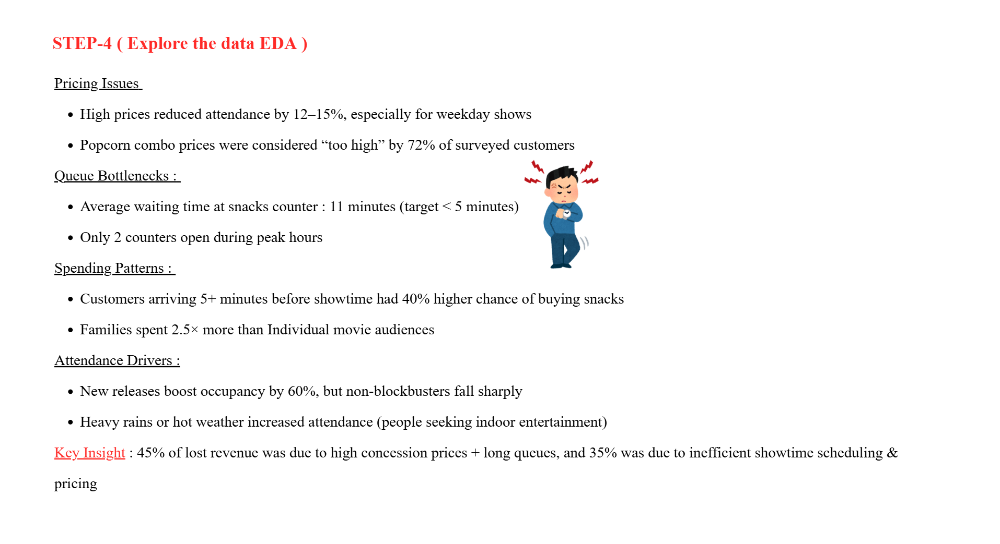 STEP-4 ( Explore the data EDA )
Pricing Issues
• High prices reduced attendance by 12–15%, especially for weekday shows
• Popcorn combo prices were considered “too high” by 72% of surveyed customers
Queue Bottlenecks :
• Average waiting time at snacks counter : 11 minutes (target < 5 minutes)
• Only 2 counters open during peak hours
Spending Patterns :
• Customers arriving 5+ minutes before showtime had 40% higher chance of buying snacks
• Families spent 2.5× more than Individual movie audiences
Attendance Drivers :
• New releases boost occupancy by 60%, but non-blockbusters fall sharply
• Heavy rains or hot weather increased attendance (people seeking indoor entertainment)
Key Insight : 45% of lost revenue was due to high concession prices + long queues, and 35% was due to inefficient showtime scheduling &
pricing